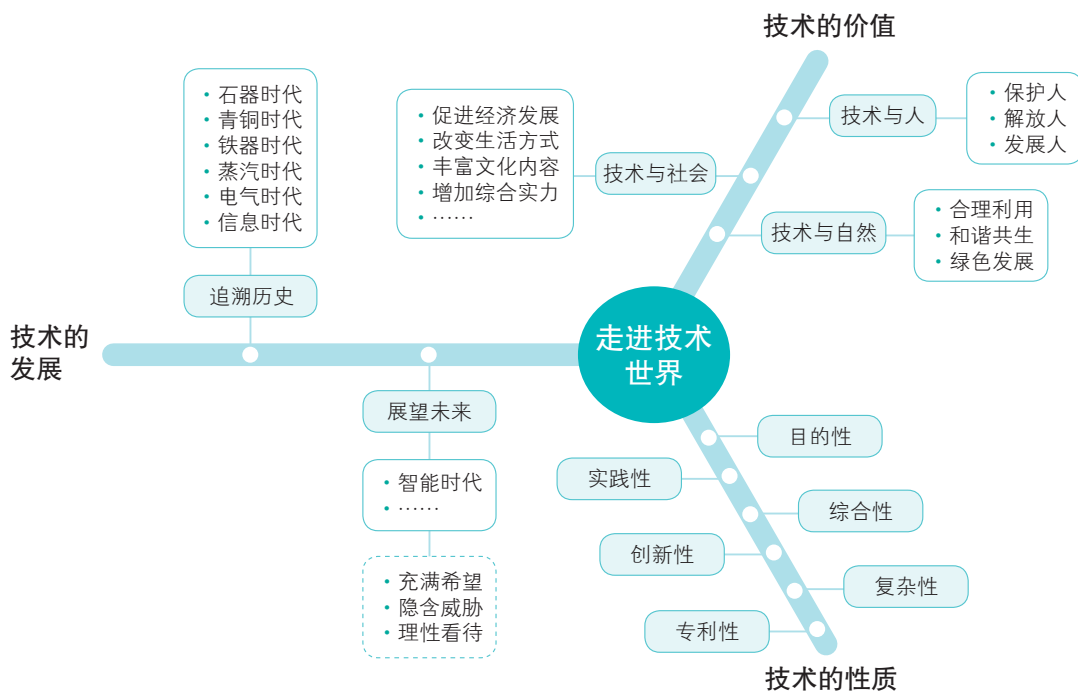 技术的价值
• 石器时代
• 青铜时代
• 铁器时代
• 蒸汽时代
• 电气时代
• 信息时代
追溯历史
• 促进经济发展
• 改变生活方式
• 丰富文化内容
• 增加综合实力
• ……
技术与社会
技术与人
• 保护人
• 解放人
• 发展人
技术与自然
• 合理利用
• 和谐共生
• 绿色发展
技术的
发展
走进技术
世界
展望未来
• 智能时代
• ……
• 充满希望
• 隐含威胁
• 理性看待
目的性
实践性
综合性
创新性
复杂性
专利性
技术的性质